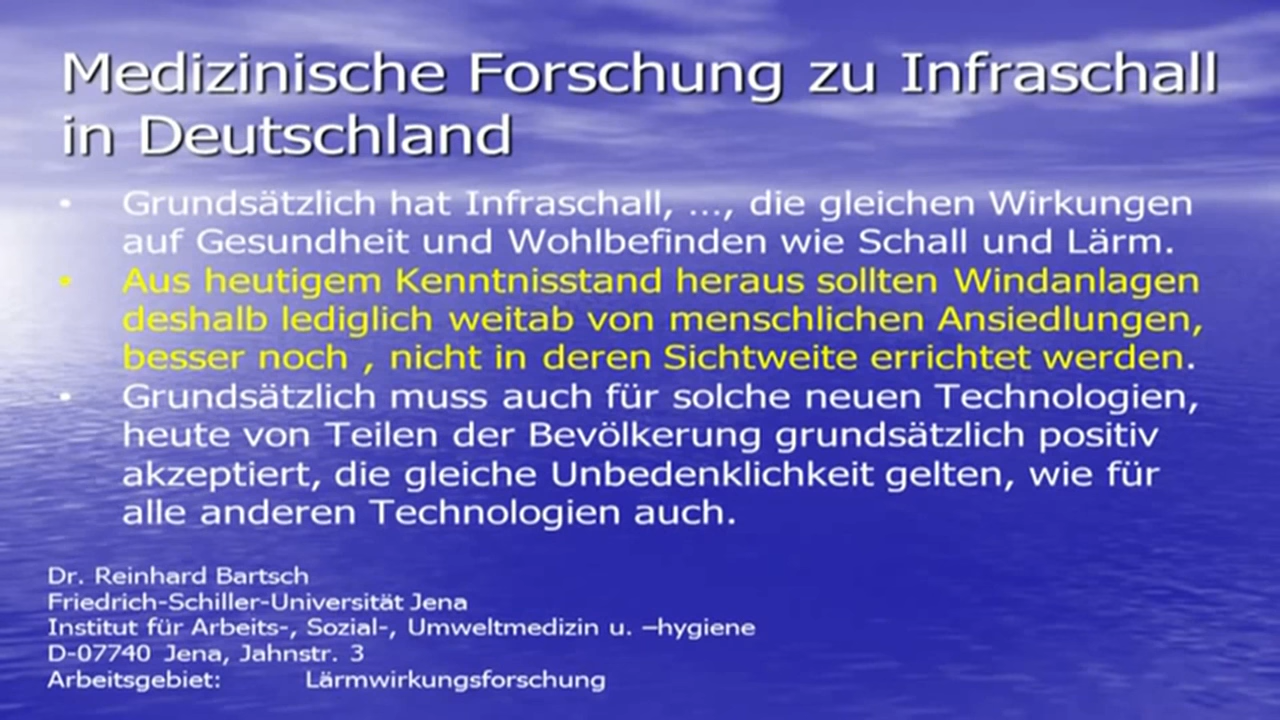 Medizinische Forschung zu Infraschall
in Deutschland
• Grundsätzlich hat Infraschall, ..., die gleichen Wirkungen
auf Gesundheit und Wohlbefinden wie Schall und Lärm.
• Aus heutigem Kenntnisstand heraus sollten Windanlagen
deshalb lediglich weitab von menschlichen Ansiedlungen,
besser noch , nicht in deren Sichtweite errichtet werden.
• Grundsätzlich muss auch für solche neuen Technologien,
heute von Teilen der Bevölkerung grundsätzlich positiv
akzeptiert, die gleiche Unbedenklichkeit gelten, wie für
alle anderen Technologien auch.
Dr. Reinhard Bartsch
Friedrich-Schiller-Universität Jena
Institut für Arbeits-, Sozial-, Umweltmedizin u. –hygiene
D-07740 Jena, Jahnstr. 3
Arbeitsgebiet: Lärmwirkungsforschung